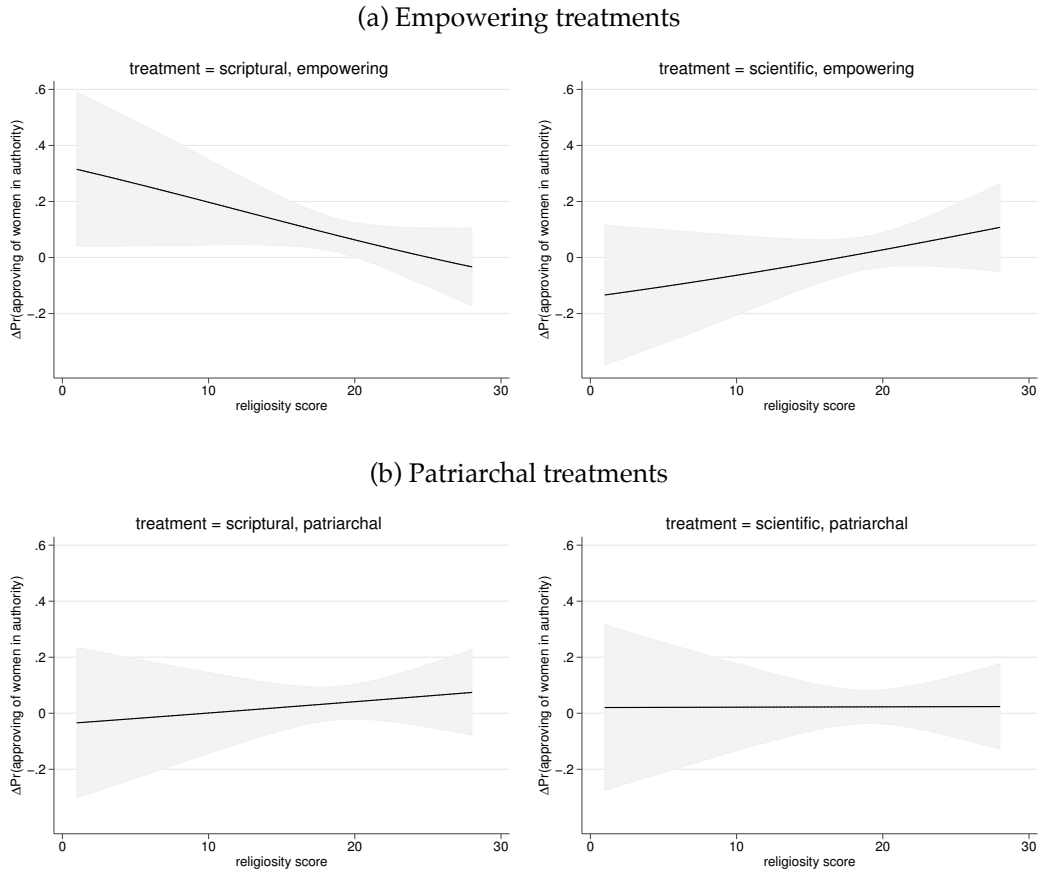 (a) Empowering treatments
treatment = scriptural, empowering
.6
.4
.2
0
−.2
ΔPr(approving of women in authority)
0 10 20 30
religiosity score
treatment = scientific, empowering
.6
.4
.2
0
−.2
ΔPr(approving of women in authority)
0 10 20 30
religiosity score
(b) Patriarchal treatments
treatment = scriptural, patriarchal
.6
.4
.2
0
−.2
ΔPr(approving of women in authority)
0 10 20 30
religiosity score
treatment = scientific, patriarchal
.6
.4
.2
0
−.2
ΔPr(approving of women in authority)
0 10 20 30
religiosity score